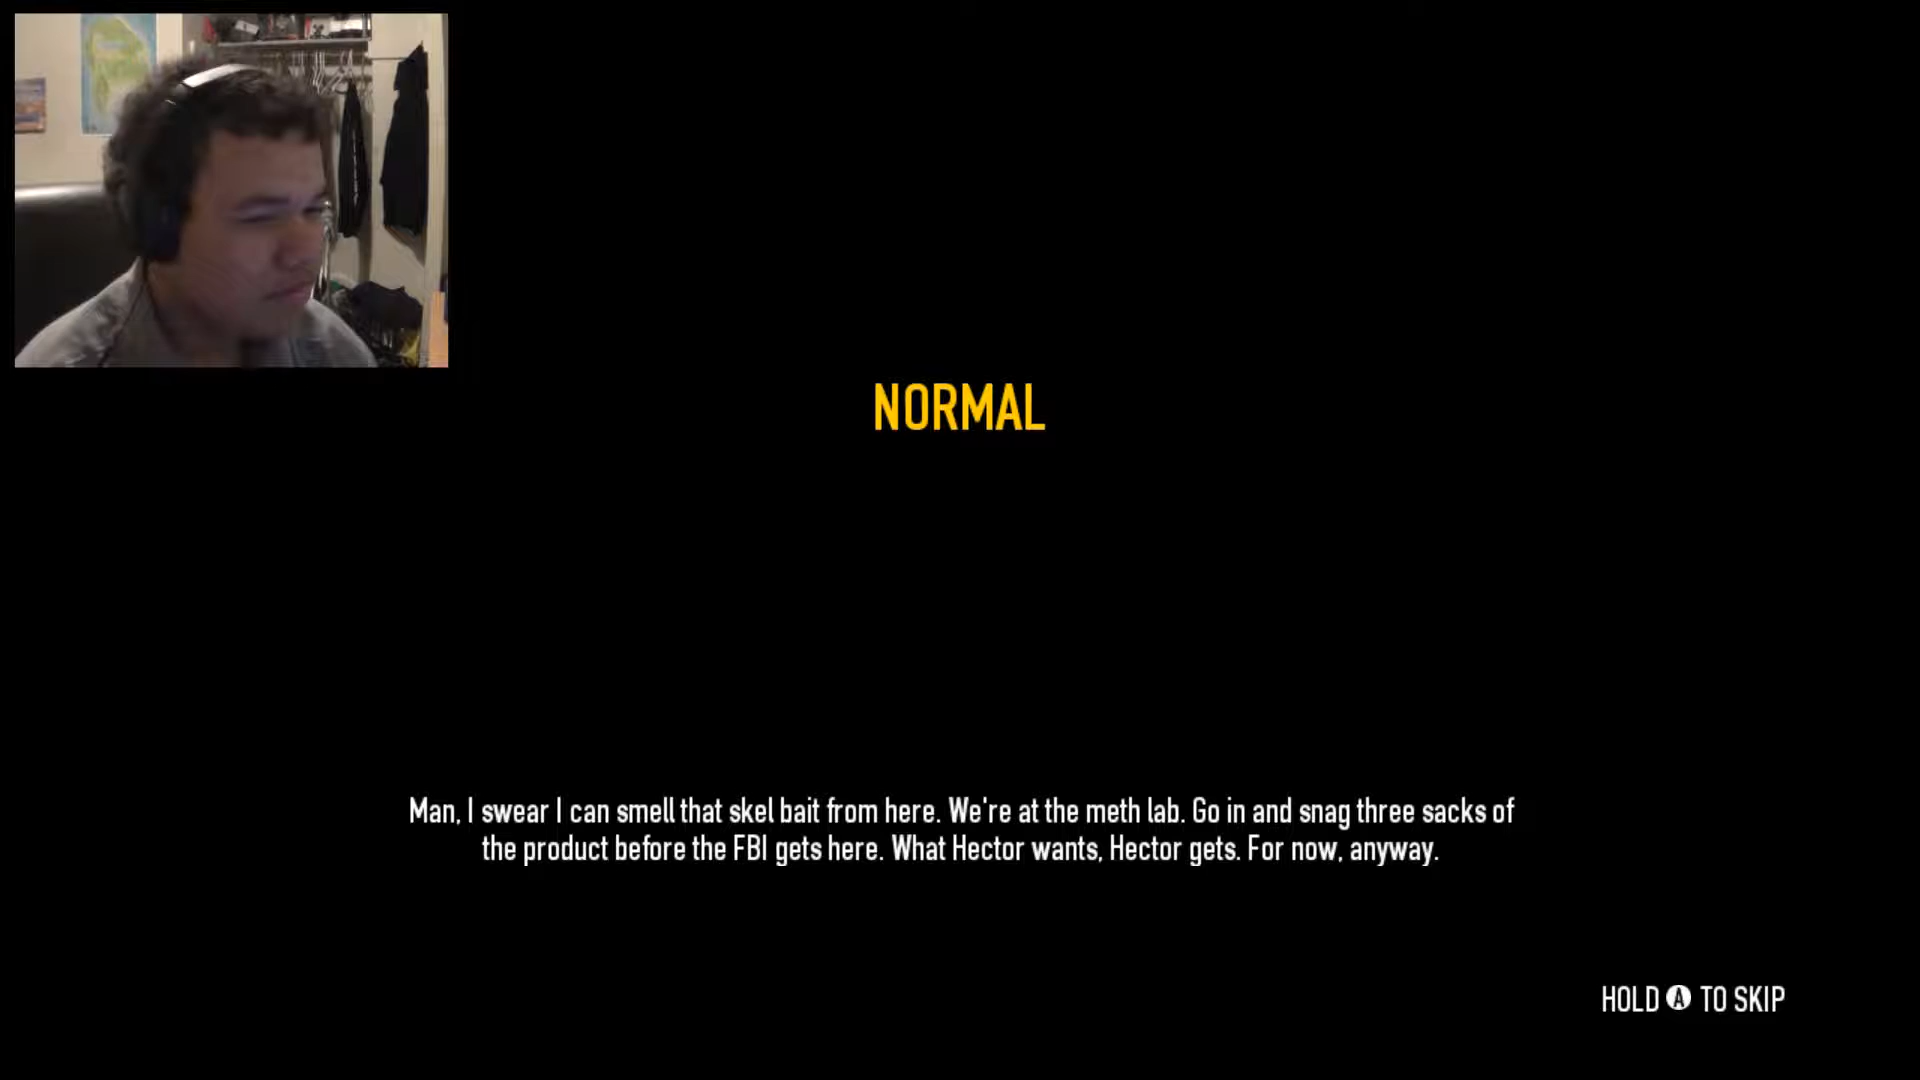 NORMAL
Man, I swear I can smell that skel bait from here. We're at the meth lab. Go in and snag three sacks of
the product before the FBI gets here. What Hector wants, Hector gets. For now, anyway.
HOLD A TO SKIP